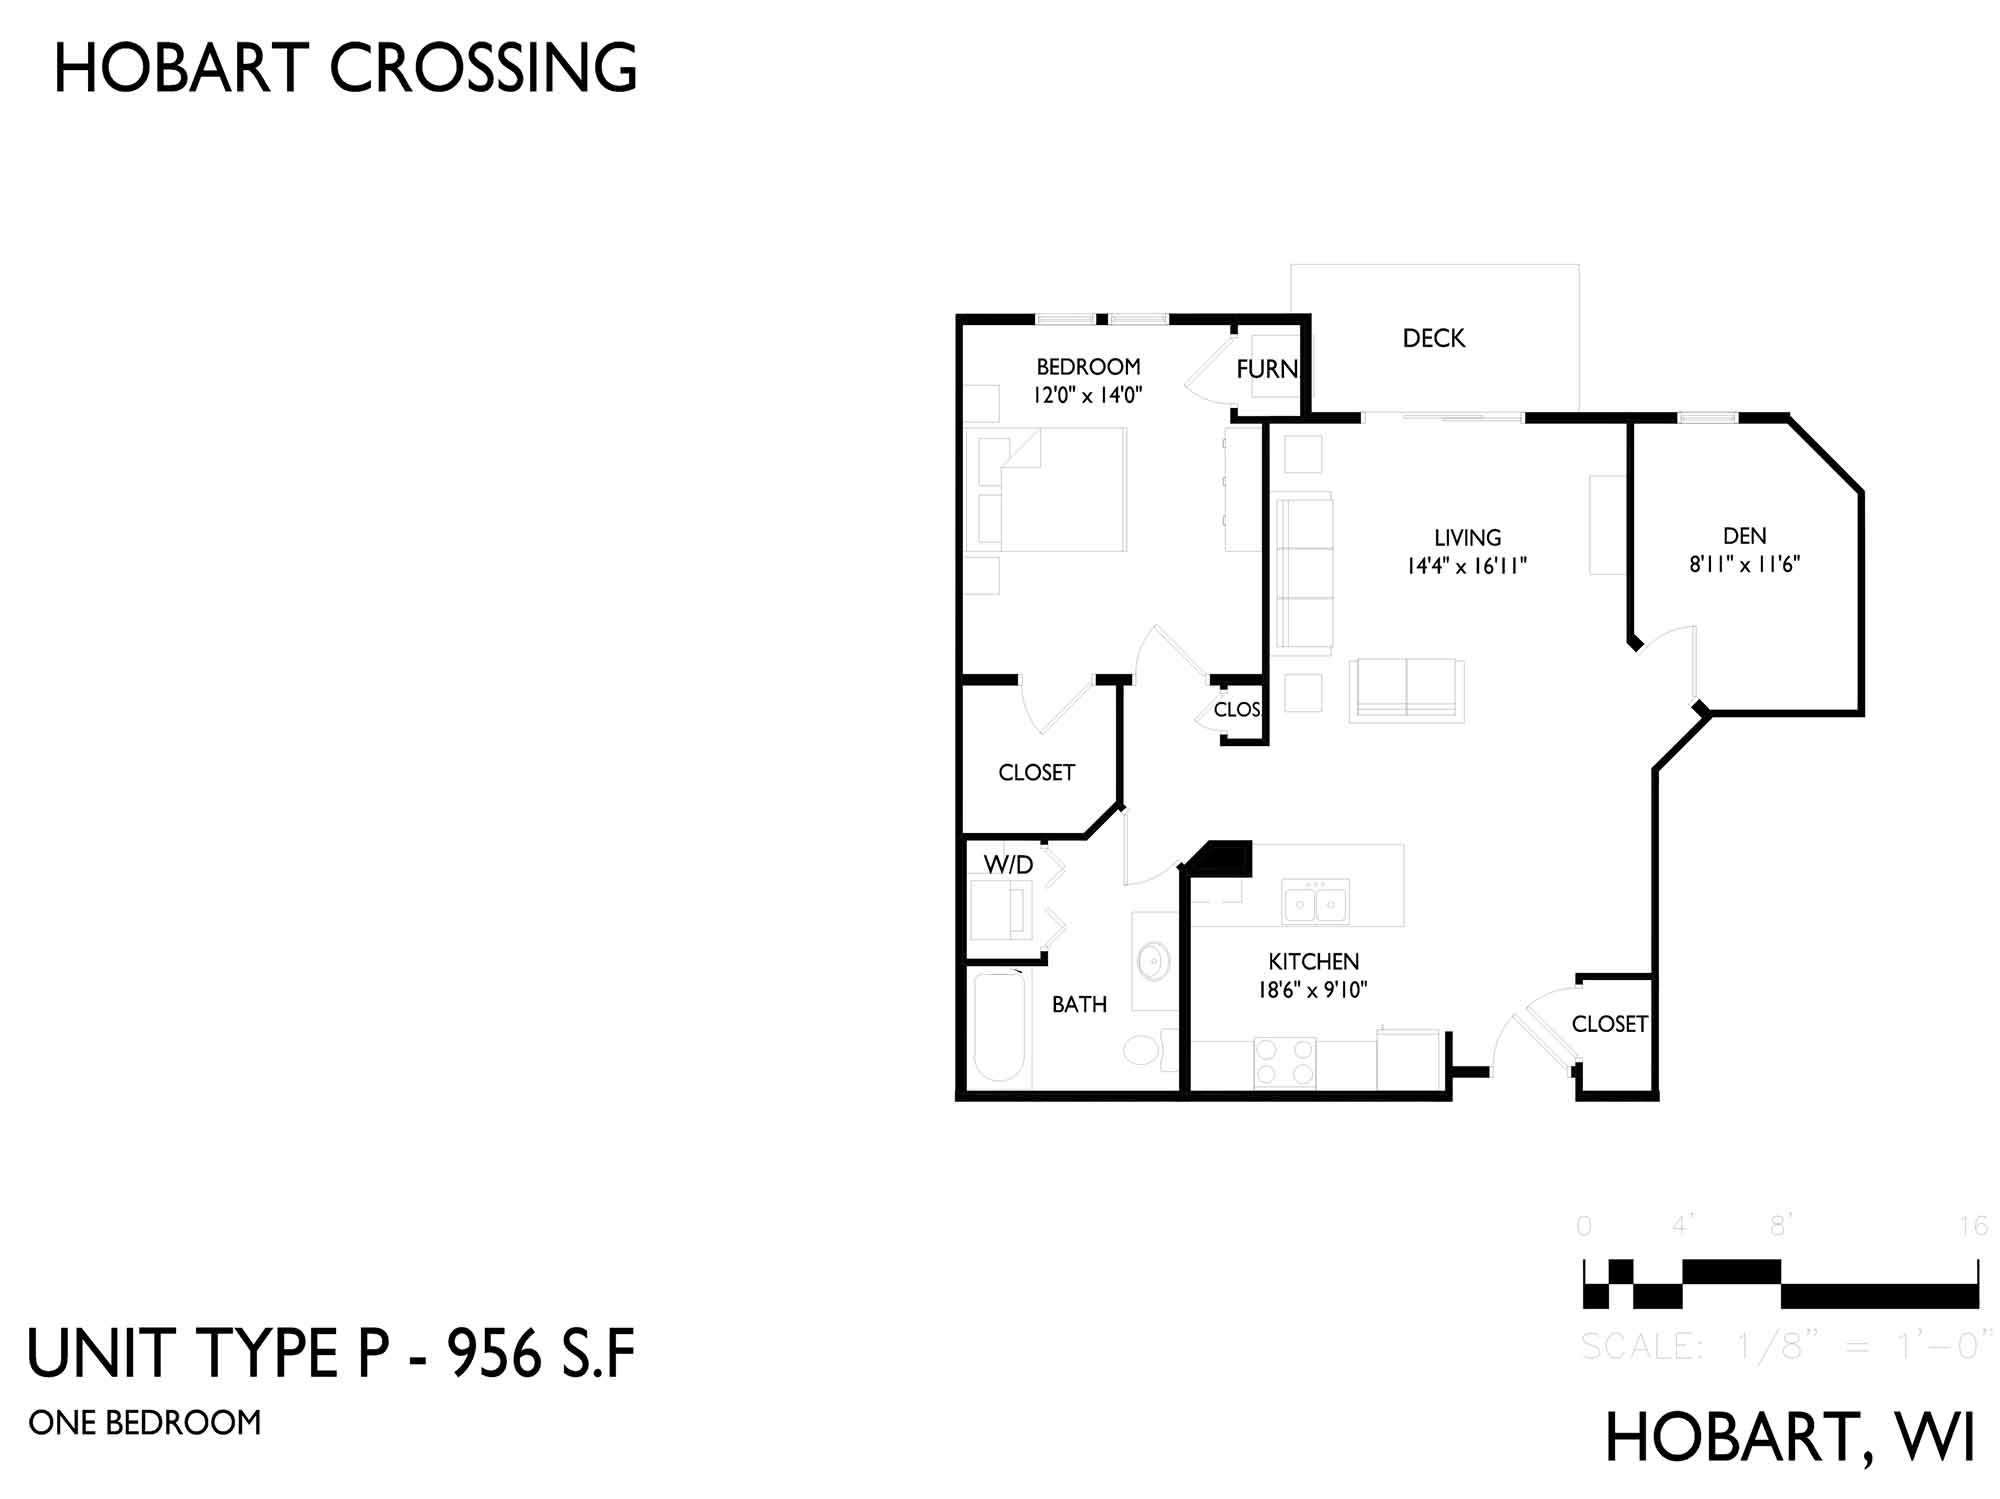 HOBART CROSSING
DECK
BEDROOM
12'0" x 14'0"
FURN
LIVING
14'4" x 16'11"
DEN
8'11" x 11'6"
CLOS.
CLOSET
W/D
KITCHEN
18'6" x 9'10"
BATH
CLOSET
0 4' 8' 16
SCALE: 1/8" = 1'-0"
UNIT TYPE P - 956 S.F
ONE BEDROOM
HOBART, WI